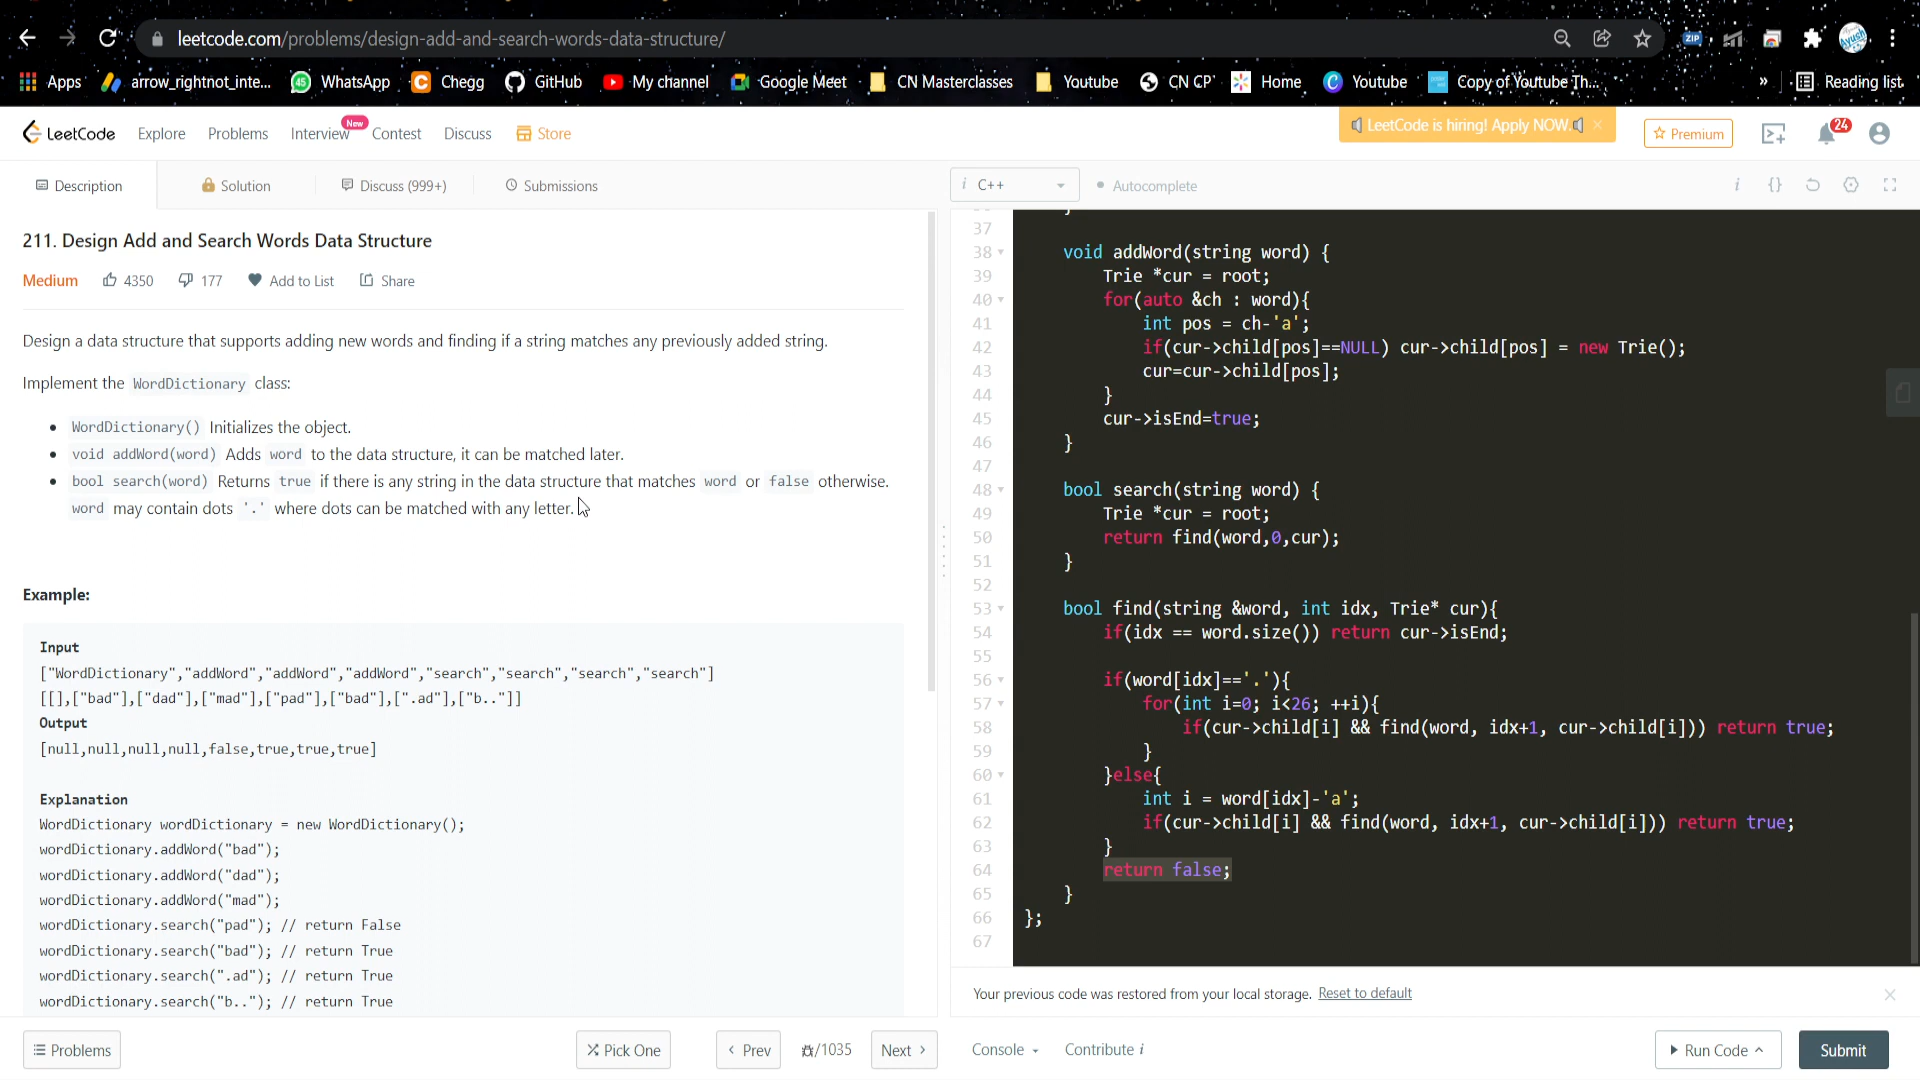 leetcode.com/problems/design-add-and-search-words-data-structure/
ZIP
Ayush
Apps arrow_rightnot_inte... 45 WhatsApp Chegg GitHub My channel Google Meet CN Masterclasses Youtube CN CP Home Youtube Copy of Youtube Th... » Reading list
LeetCode Explore Problems Interview New Contest Discuss Store LeetCode is hiring! Apply NOW. × Premium 24
Description Solution Discuss (999+) Submissions
i C++ Autocomplete i {}
211. Design Add and Search Words Data Structure
Medium 4350 177 Add to List Share
Design a data structure that supports adding new words and finding if a string matches any previously added string.
Implement the WordDictionary class:
• WordDictionary() Initializes the object.
• void addWord(word) Adds word to the data structure, it can be matched later.
• bool search(word) Returns true if there is any string in the data structure that matches word or false otherwise.
word may contain dots '.' where dots can be matched with any letter.
Example:
Input
["WordDictionary","addWord","addWord","addWord","search","search","search","search"]
[[],["bad"],["dad"],["mad"],["pad"],["bad"],[".ad"],["b.."]]
Output
[null,null,null,null,false,true,true,true]
Explanation
WordDictionary wordDictionary = new WordDictionary();
wordDictionary.addWord("bad");
wordDictionary.addWord("dad");
wordDictionary.addWord("mad");
wordDictionary.search("pad"); // return False
wordDictionary.search("bad"); // return True
wordDictionary.search(".ad"); // return True
wordDictionary.search("b.."); // return True
37
38 void addWord(string word) {
39 Trie *cur = root;
40 for(auto &ch : word){
41 int pos = ch-'a';
42 if(cur->child[pos]==NULL) cur->child[pos] = new Trie();
43 cur=cur->child[pos];
44 }
45 cur->isEnd=true;
46 }
47
48 bool search(string word) {
49 Trie *cur = root;
50 return find(word,0,cur);
51 }
52
53 bool find(string &word, int idx, Trie* cur){
54 if(idx == word.size()) return cur->isEnd;
55
56 if(word[idx]=='.'){
57 for(int i=0; i<26; ++i){
58 if(cur->child[i] && find(word, idx+1, cur->child[i])) return true;
59 }
60 }else{
61 int i = word[idx]-'a';
62 if(cur->child[i] && find(word, idx+1, cur->child[i])) return true;
63 }
64 return false;
65 }
66 };
67
Your previous code was restored from your local storage. Reset to default
Problems Pick One < Prev /1035 Next > Console Contribute i Run Code Submit